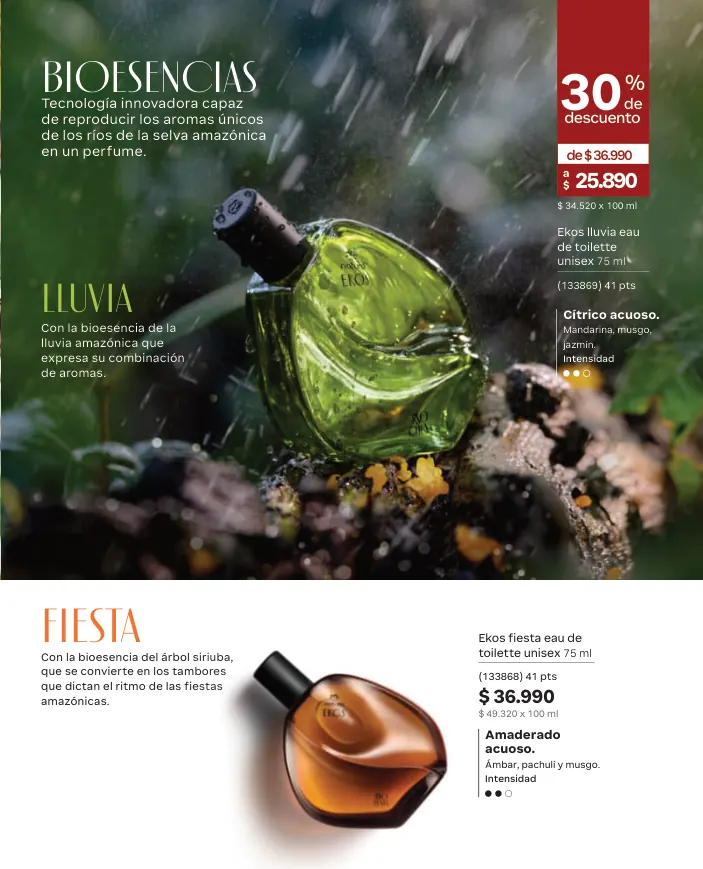 BIOESENCIAS
Tecnología innovadora capaz
de reproducir los aromas únicos
de los ríos de la selva amazónica
en un perfume.
30%
de
descuento
de $ 36.990
a $ 25.890
$ 34.520 x 100 ml
Ekos lluvia eau
de toilette
unisex 75 ml
(133869) 41 pts
Cítrico acuoso.
Mandarina, musgo,
jazmín.
Intensidad
LLUVIA
Con la bioesencia de la
lluvia amazónica que
expresa su combinación
de aromas.
natura
EKOS
FIESTA
Con la bioesencia del árbol siriuba,
que se convierte en los tambores
que dictan el ritmo de las fiestas
amazónicas.
EKOS
Ekos fiesta eau de
toilette unisex 75 ml
(133868) 41 pts
$ 36.990
$ 49.320 x 100 ml
Amaderado
acuoso.
Ámbar, pachulí y musgo.
Intensidad